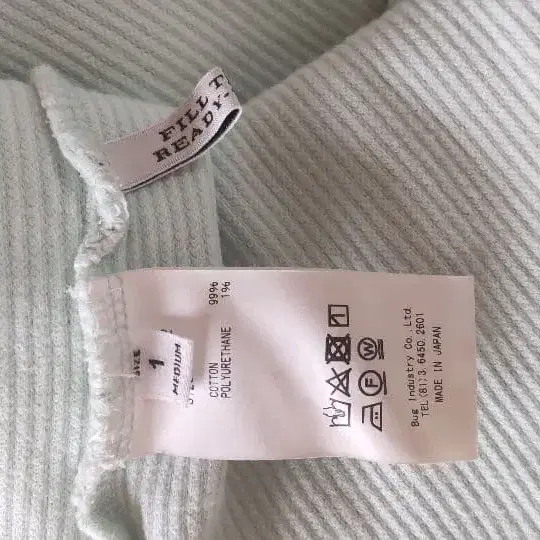 FILL T
READY-
SIZE
1
MEDIUM
COTTON 99%
POLYURETHANE 1%
Bug Industry Co.,Ltd.
TEL(81)3.6450.2601
MADE IN JAPAN